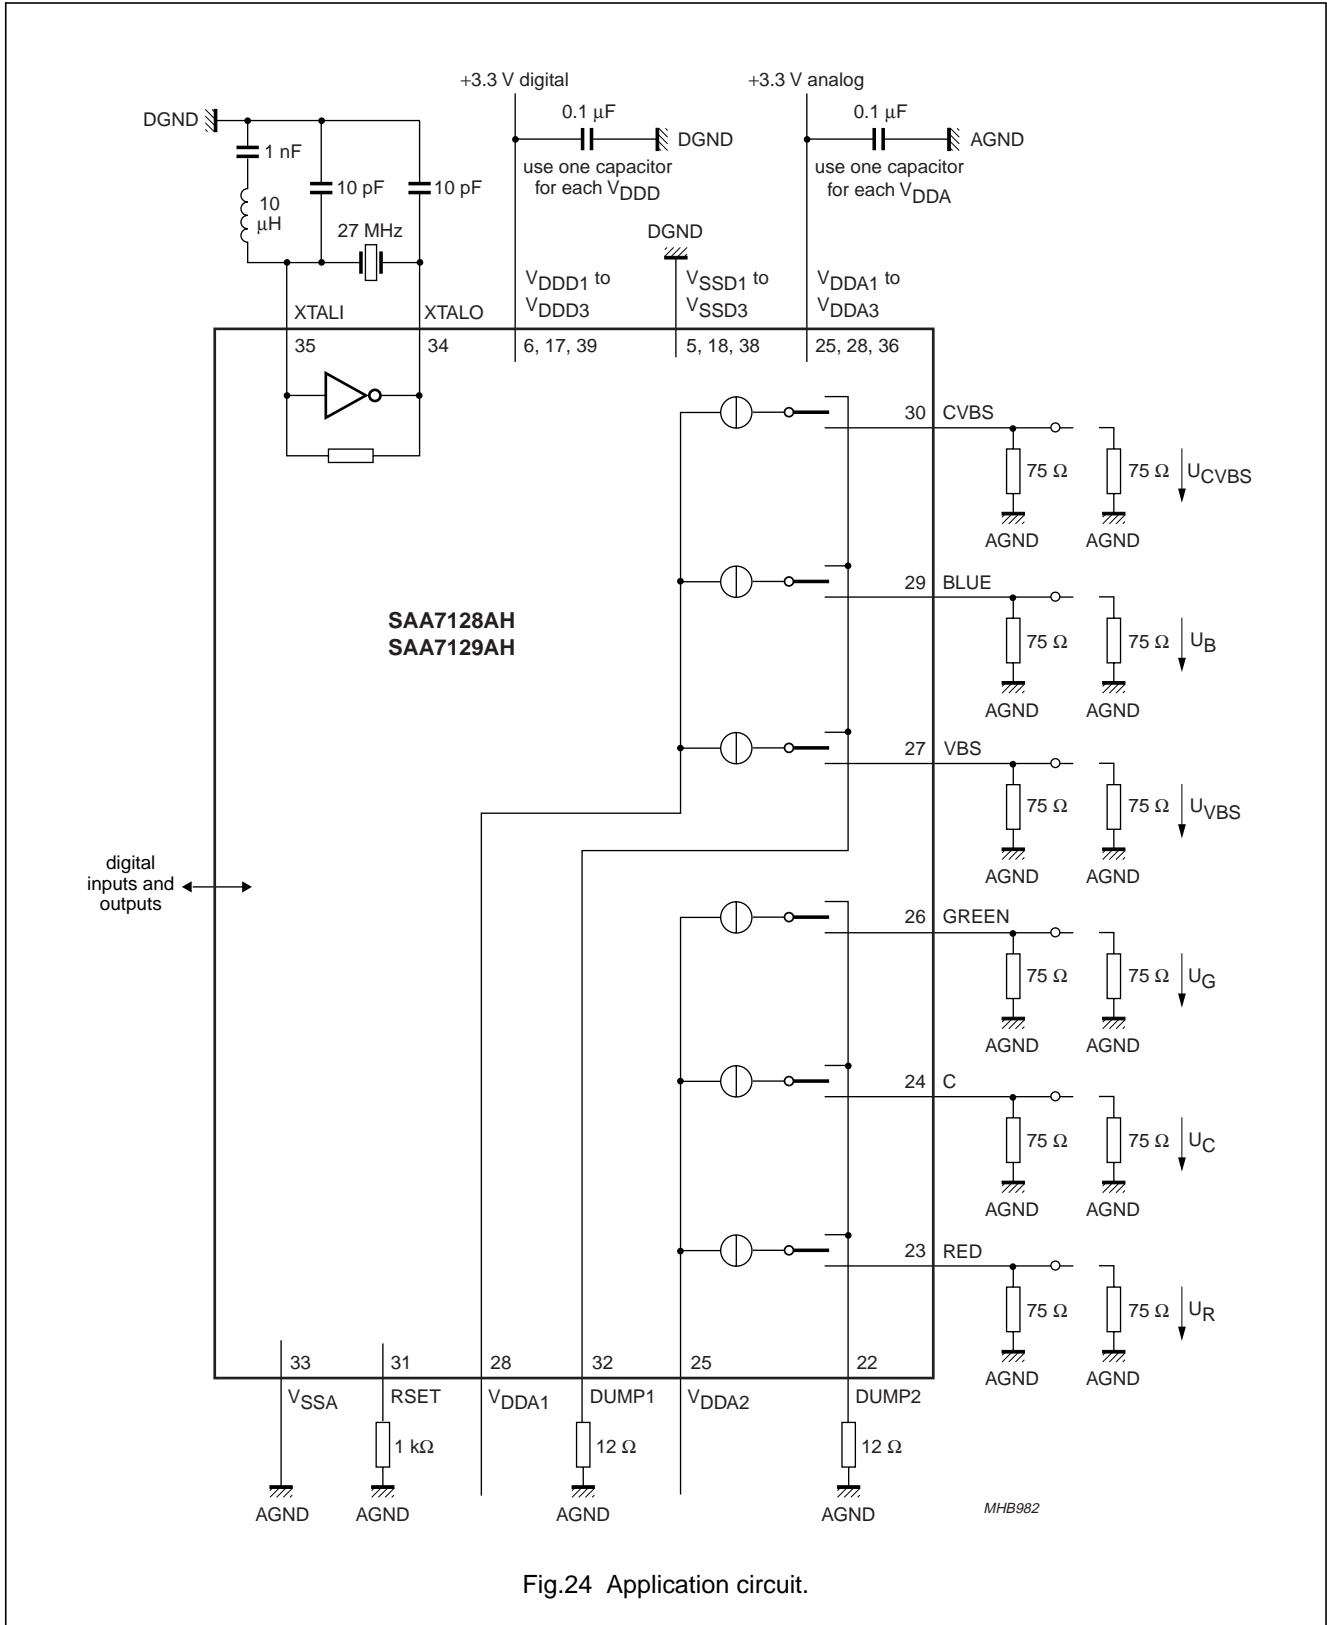 +3.3 V digital
+3.3 V analog
DGND
0.1 μF
DGND
0.1 μF
AGND
1 nF
use one capacitor
for each VDDD
use one capacitor
for each VDDA
10 pF
10 pF
10
μH
27 MHz
DGND
VDDD1 to
VDDD3
VSSD1 to
VSSD3
VDDA1 to
VDDA3
XTALI
XTALO
35
34
6, 17, 39
5, 18, 38
25, 28, 36
30
CVBS
75 Ω
75 Ω
UCVBS
AGND
AGND
29
BLUE
75 Ω
75 Ω
UB
AGND
AGND
SAA7128AH
SAA7129AH
27
VBS
75 Ω
75 Ω
UVBS
AGND
AGND
digital
inputs and
outputs
26
GREEN
75 Ω
75 Ω
UG
AGND
AGND
24
C
75 Ω
75 Ω
UC
AGND
AGND
23
RED
75 Ω
75 Ω
UR
AGND
AGND
33
31
28
32
25
22
VSSA
RSET
VDDA1
DUMP1
VDDA2
DUMP2
1 kΩ
12 Ω
12 Ω
AGND
AGND
AGND
AGND
MHB982
Fig.24 Application circuit.